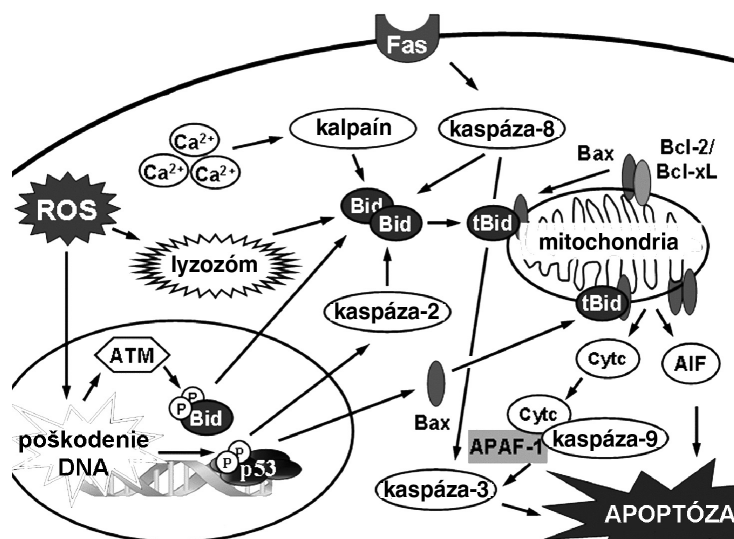 Fas
Ca2+
Ca2+
Ca2+
kalpaín
kaspáza-8
Bax
Bcl-2/
Bcl-xL
ROS
Bid
Bid
tBid
mitochondria
lyzozóm
kaspáza-2
tBid
ATM
P
P
Bid
Cytc
AIF
Bax
poškodenie
DNA
P
P
p53
Cytc
APAF-1
kaspáza-9
kaspáza-3
APOPTÓZA